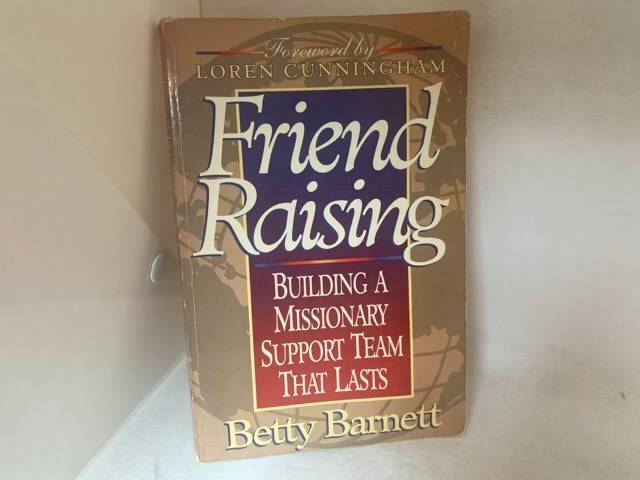 Foreword by
LOREN CUNNINGHAM
Friend
Raising
BUILDING A
MISSIONARY
SUPPORT TEAM
THAT LASTS
Betty Barnett